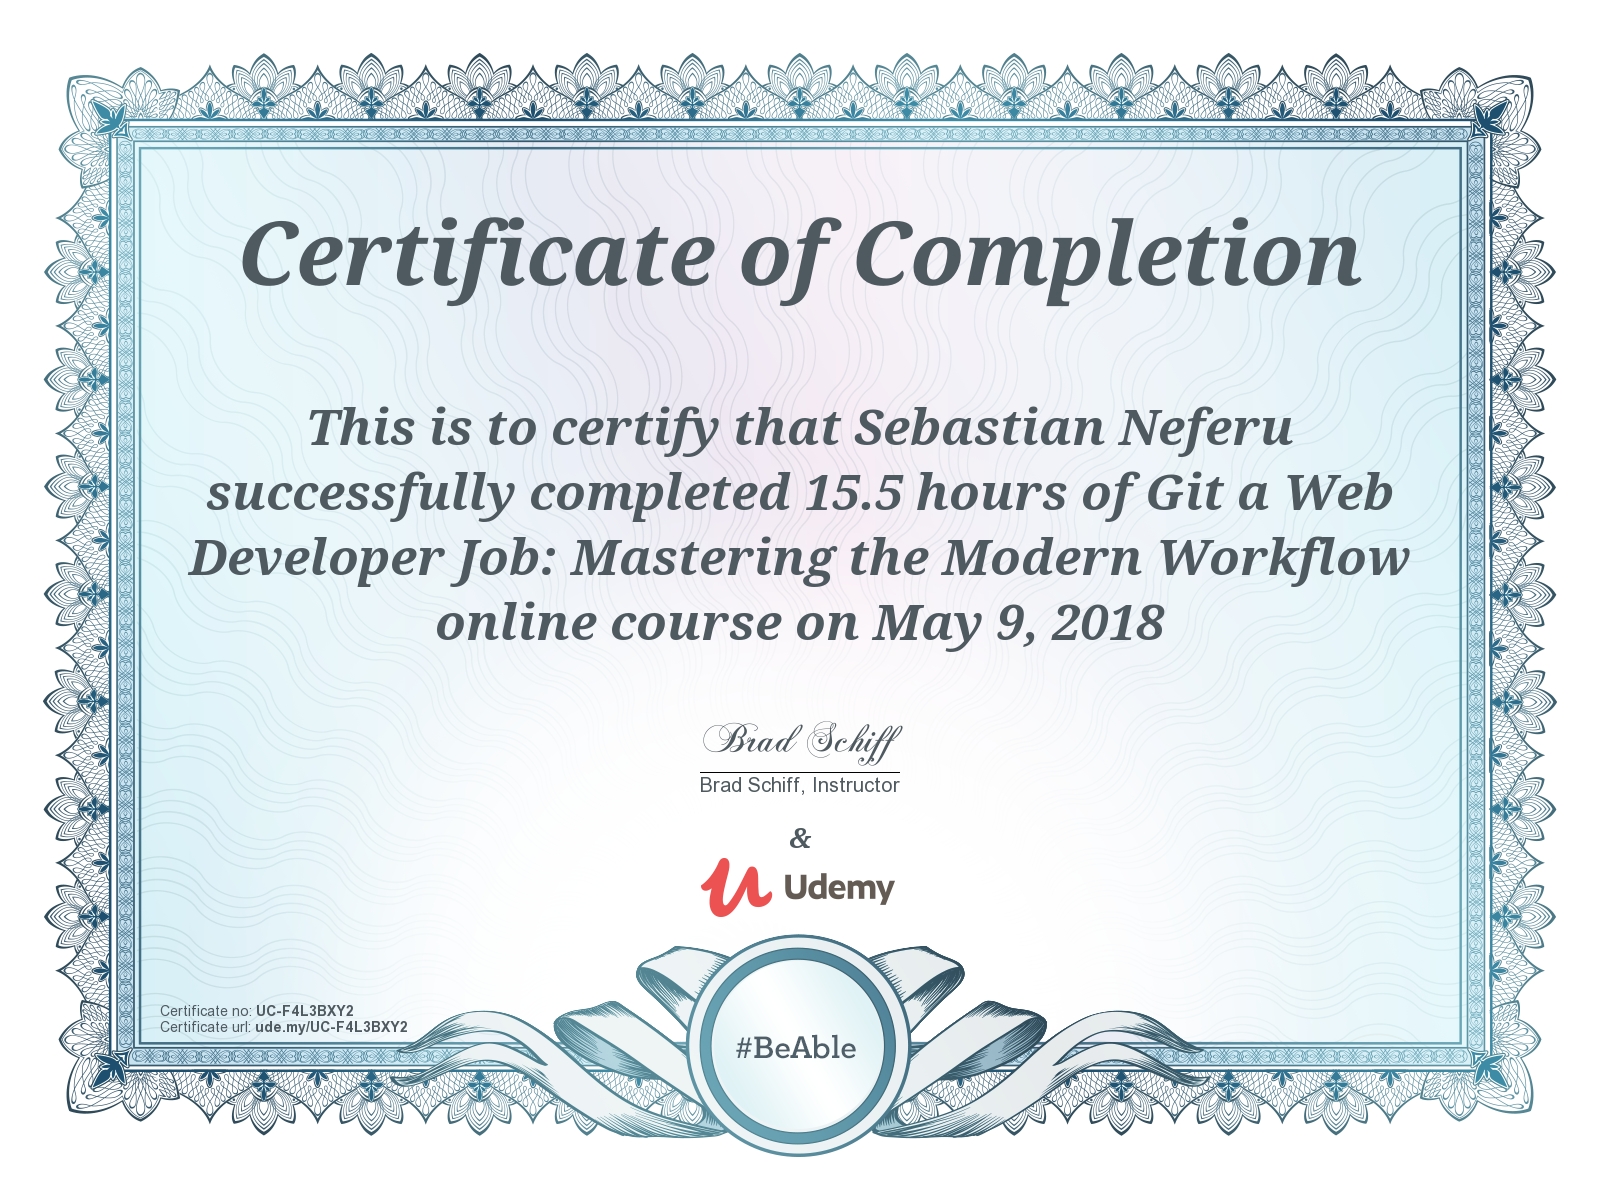 Certificate of Completion
This is to certify that Sebastian Neferu
successfully completed 15.5 hours of Git a Web
Developer Job: Mastering the Modern Workflow
online course on May 9, 2018
Brad Schiff
Brad Schiff, Instructor
&
Udemy
Certificate no: UC-F4L3BXY2
Certificate url: ude.my/UC-F4L3BXY2
#BeAble